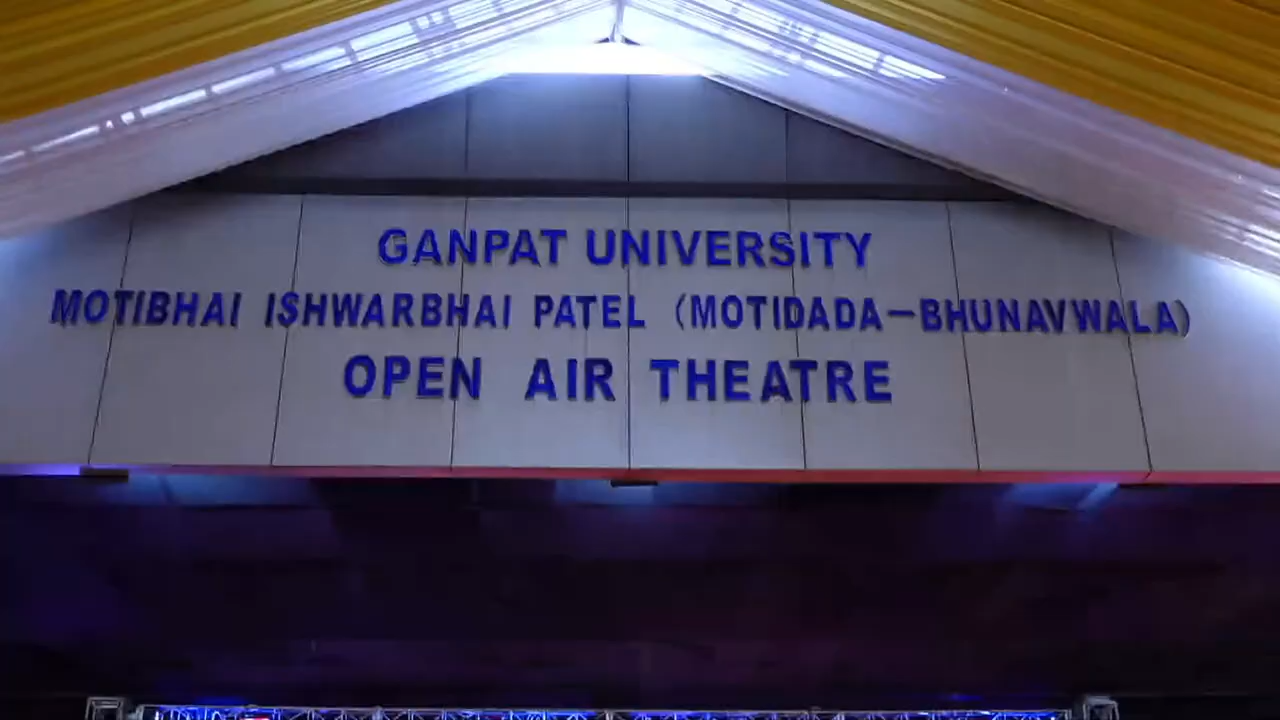 GANPAT UNIVERSITY
MOTIBHAI ISHWARBHAI PATEL (MOTIDADA-BHUNAVWALA)
OPEN AIR THEATRE